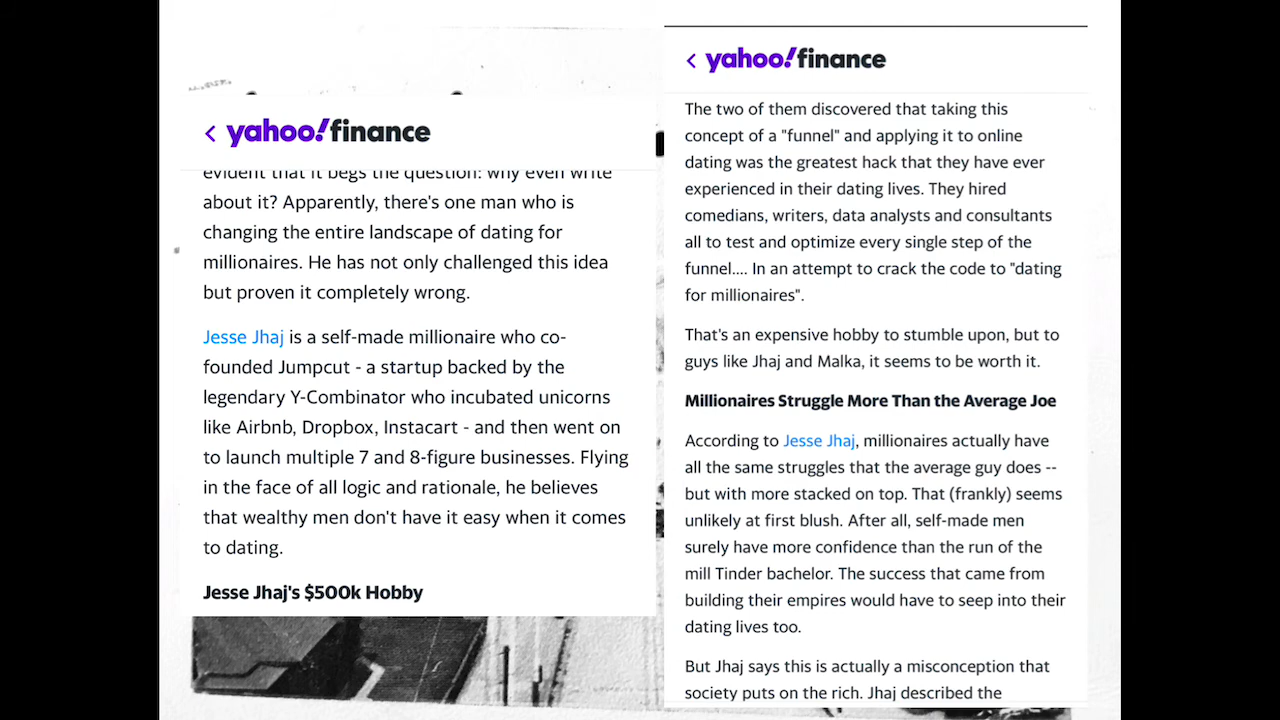 yahoo!finance
evident that it begs the question: why even write
about it? Apparently, there's one man who is
changing the entire landscape of dating for
millionaires. He has not only challenged this idea
but proven it completely wrong.
Jesse Jhaj is a self-made millionaire who co-
founded Jumpcut - a startup backed by the
legendary Y-Combinator who incubated unicorns
like Airbnb, Dropbox, Instacart - and then went on
to launch multiple 7 and 8-figure businesses. Flying
in the face of all logic and rationale, he believes
that wealthy men don't have it easy when it comes
to dating.
Jesse Jhaj's $500k Hobby
yahoo!finance
The two of them discovered that taking this
concept of a "funnel" and applying it to online
dating was the greatest hack that they have ever
experienced in their dating lives. They hired
comedians, writers, data analysts and consultants
all to test and optimize every single step of the
funnel.... In an attempt to crack the code to "dating
for millionaires".
That's an expensive hobby to stumble upon, but to
guys like Jhaj and Malka, it seems to be worth it.
Millionaires Struggle More Than the Average Joe
According to Jesse Jhaj, millionaires actually have
all the same struggles that the average guy does --
but with more stacked on top. That (frankly) seems
unlikely at first blush. After all, self-made men
surely have more confidence than the run of the
mill Tinder bachelor. The success that came from
building their empires would have to seep into their
dating lives too.
But Jhaj says this is actually a misconception that
society puts on the rich. Jhaj described the